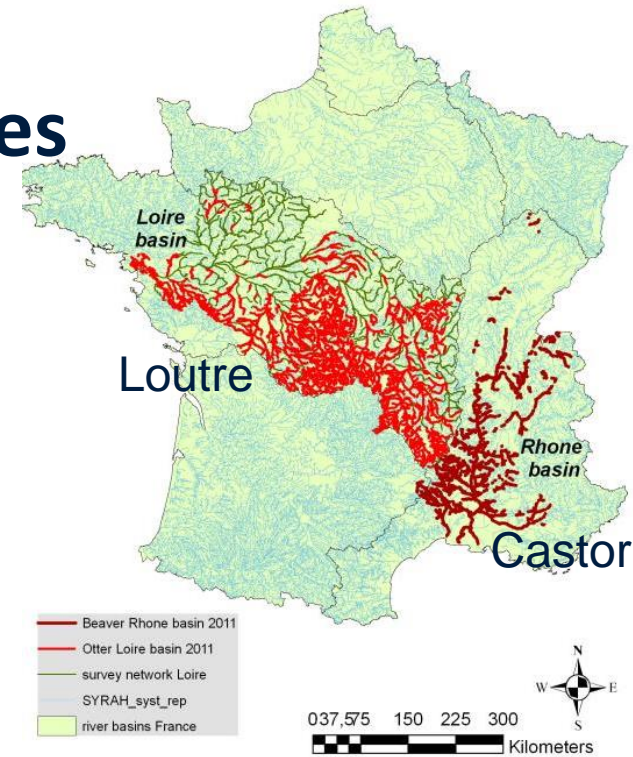 es
Loire
basin
Loutre
Rhone
basin
Castor
Beaver Rhone basin 2011
Otter Loire basin 2011
survey network Loire
SYRAH_syst_rep
river basins France
N
W E
S
037,575 150 225 300
Kilometers